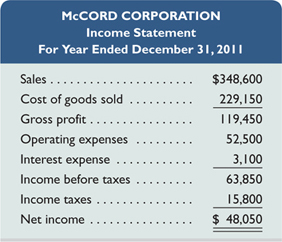 McCORD CORPORATION
Income Statement
For Year Ended December 31, 2011
Sales . . . . . . . . . . . . . . . . . . . . . . $348,600
Cost of goods sold . . . . . . . . . . 229,150
Gross profit . . . . . . . . . . . . . . . . 119,450
Operating expenses . . . . . . . . . 52,500
Interest expense . . . . . . . . . . . . 3,100
Income before taxes . . . . . . . . . 63,850
Income taxes . . . . . . . . . . . . . . . 15,800
Net income . . . . . . . . . . . . . . . . $ 48,050